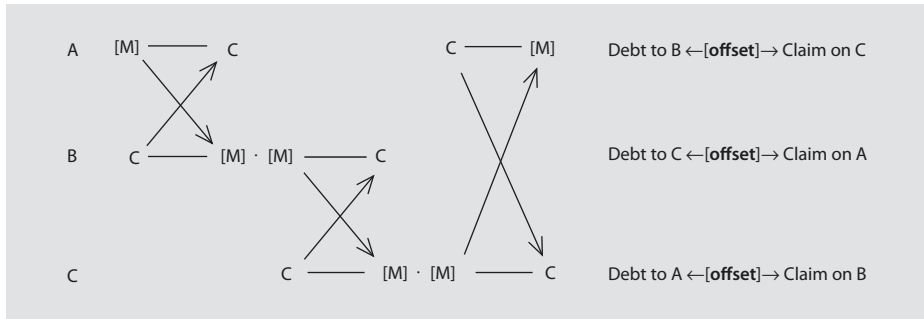 A [M] C C [M] Debt to B ←[offset]→ Claim on C
B C [M] · [M] C Debt to C ←[offset]→ Claim on A
C C [M] · [M] C Debt to A ←[offset]→ Claim on B